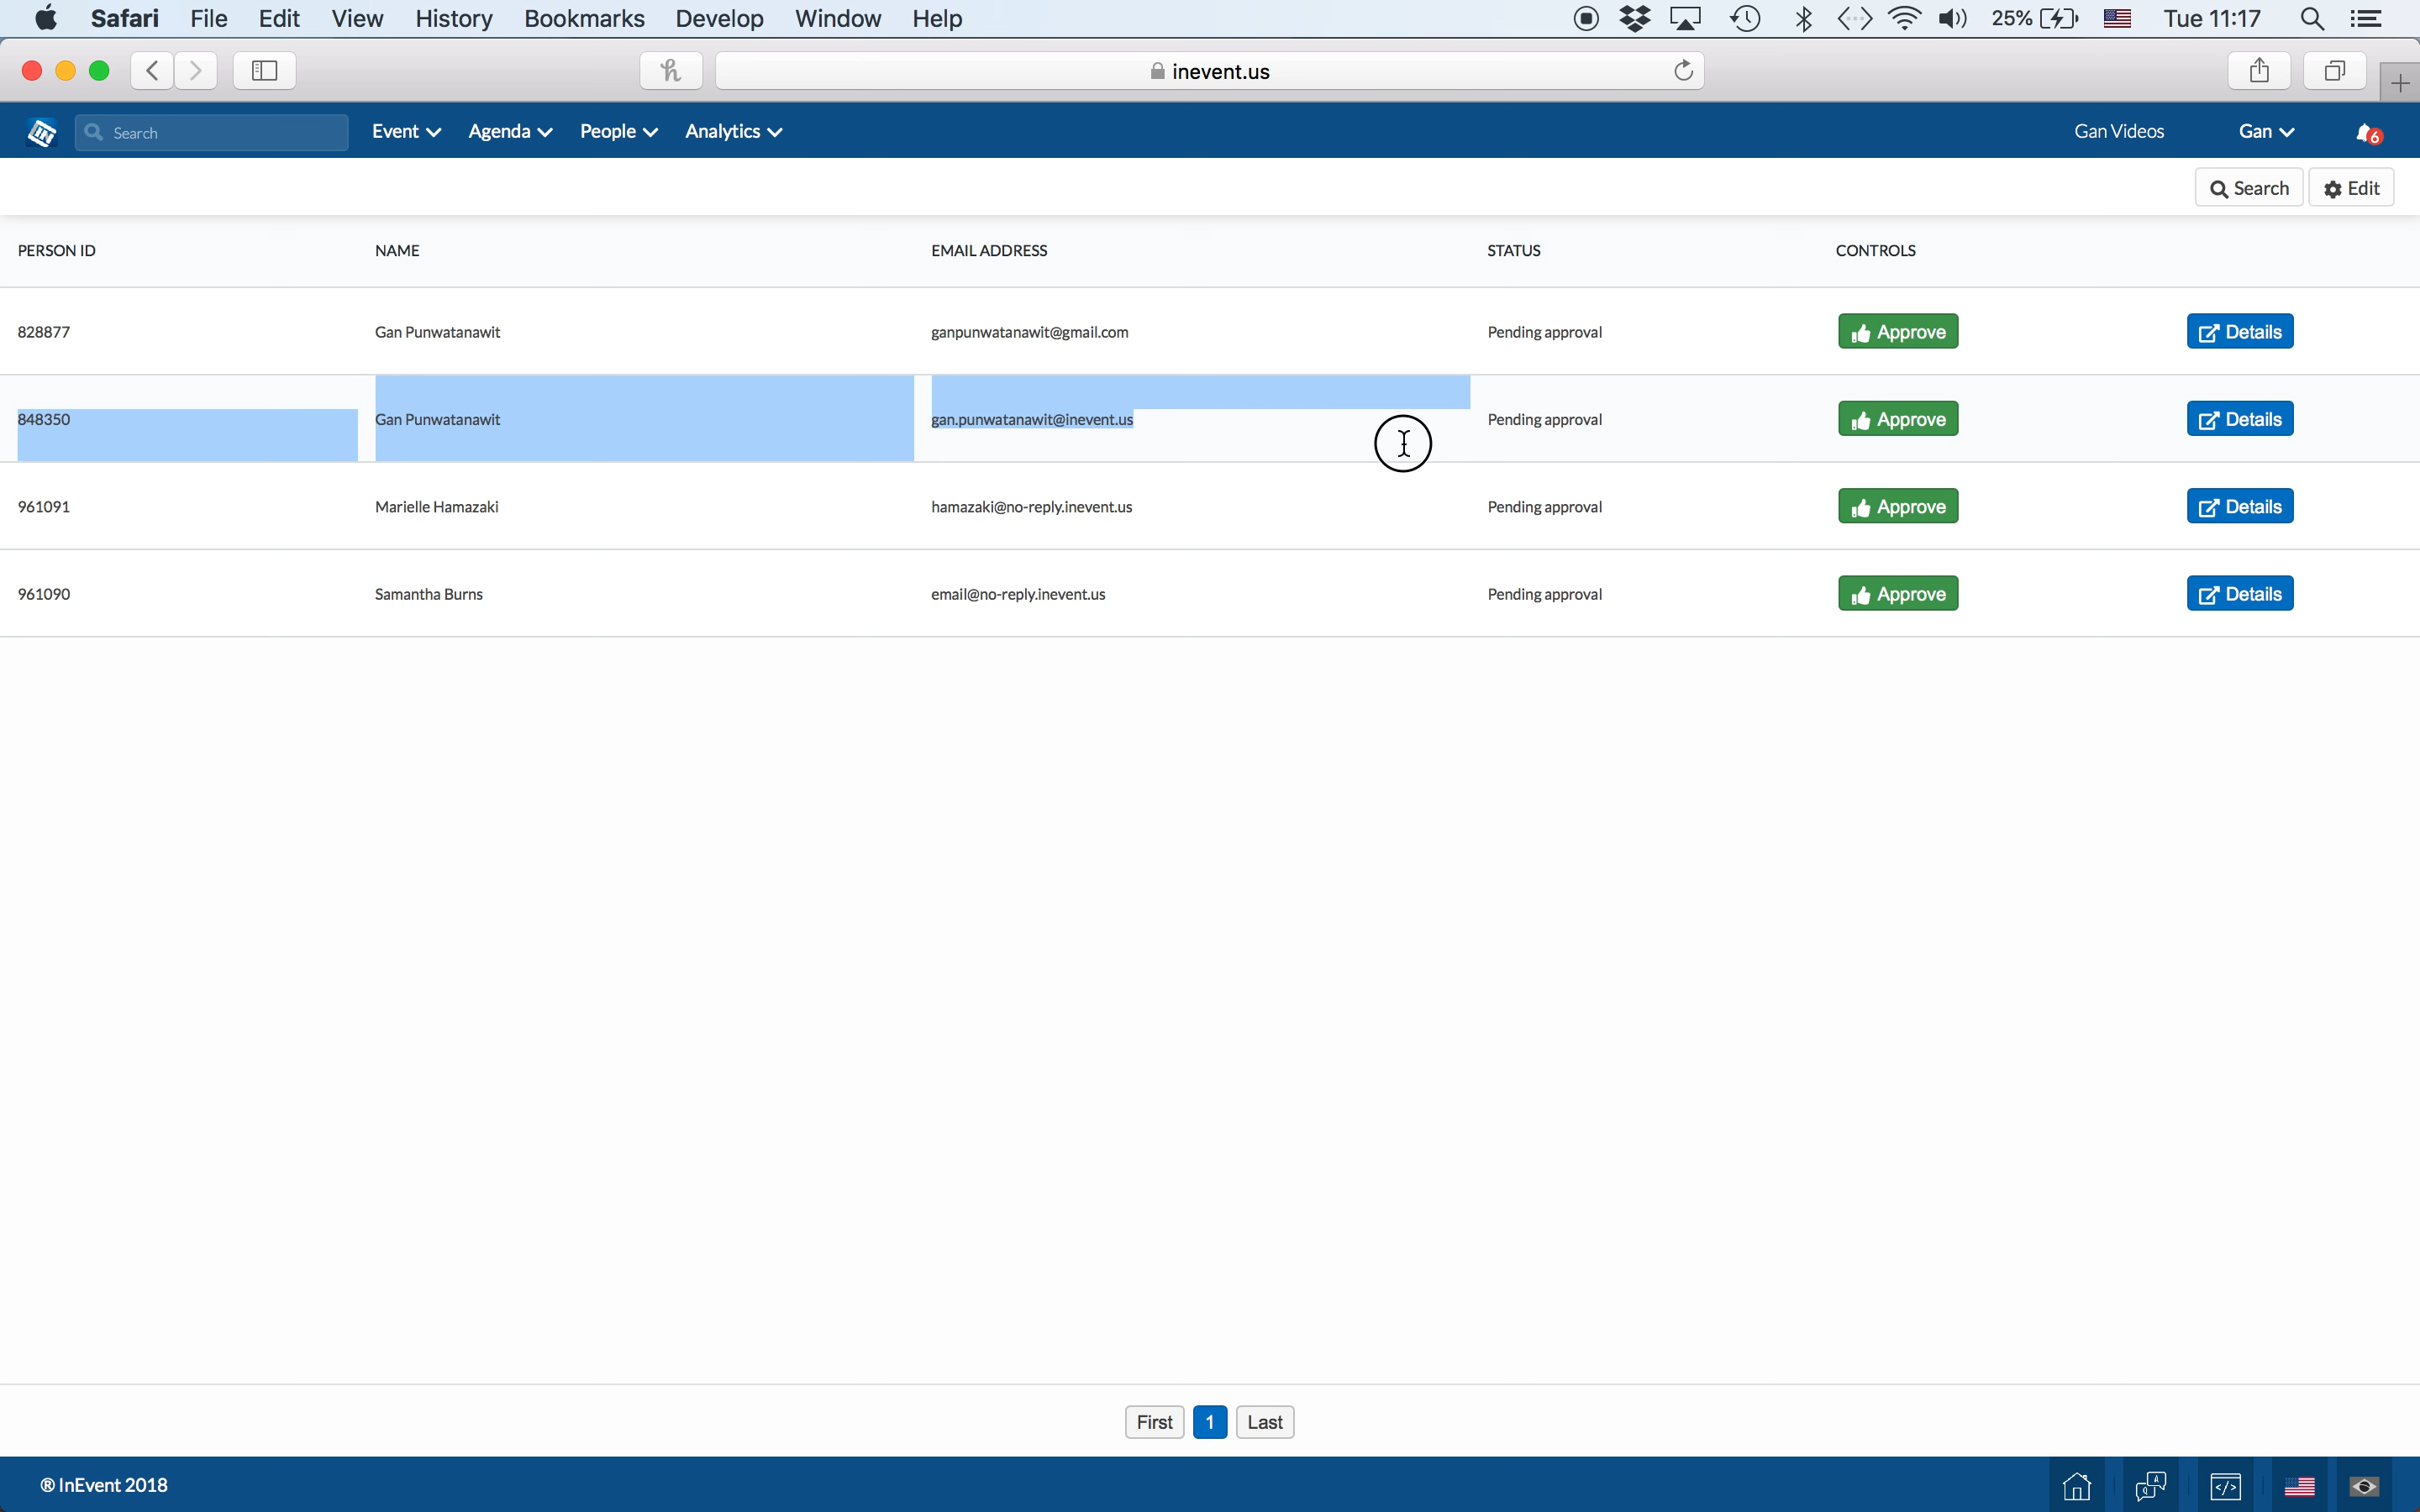 Safari File Edit View History Bookmarks Develop Window Help 25% Tue 11:17
inevent.us
Search Event Agenda People Analytics Gan Videos Gan 6
Search Edit
PERSON ID NAME EMAIL ADDRESS STATUS CONTROLS
828877 Gan Punwatanawit ganpunwatanawit@gmail.com Pending approval Approve Details
848350 Gan Punwatanawit gan.punwatanawit@inevent.us Pending approval Approve Details
961091 Marielle Hamazaki hamazaki@no-reply.inevent.us Pending approval Approve Details
961090 Samantha Burns email@no-reply.inevent.us Pending approval Approve Details
First 1 Last
® InEvent 2018